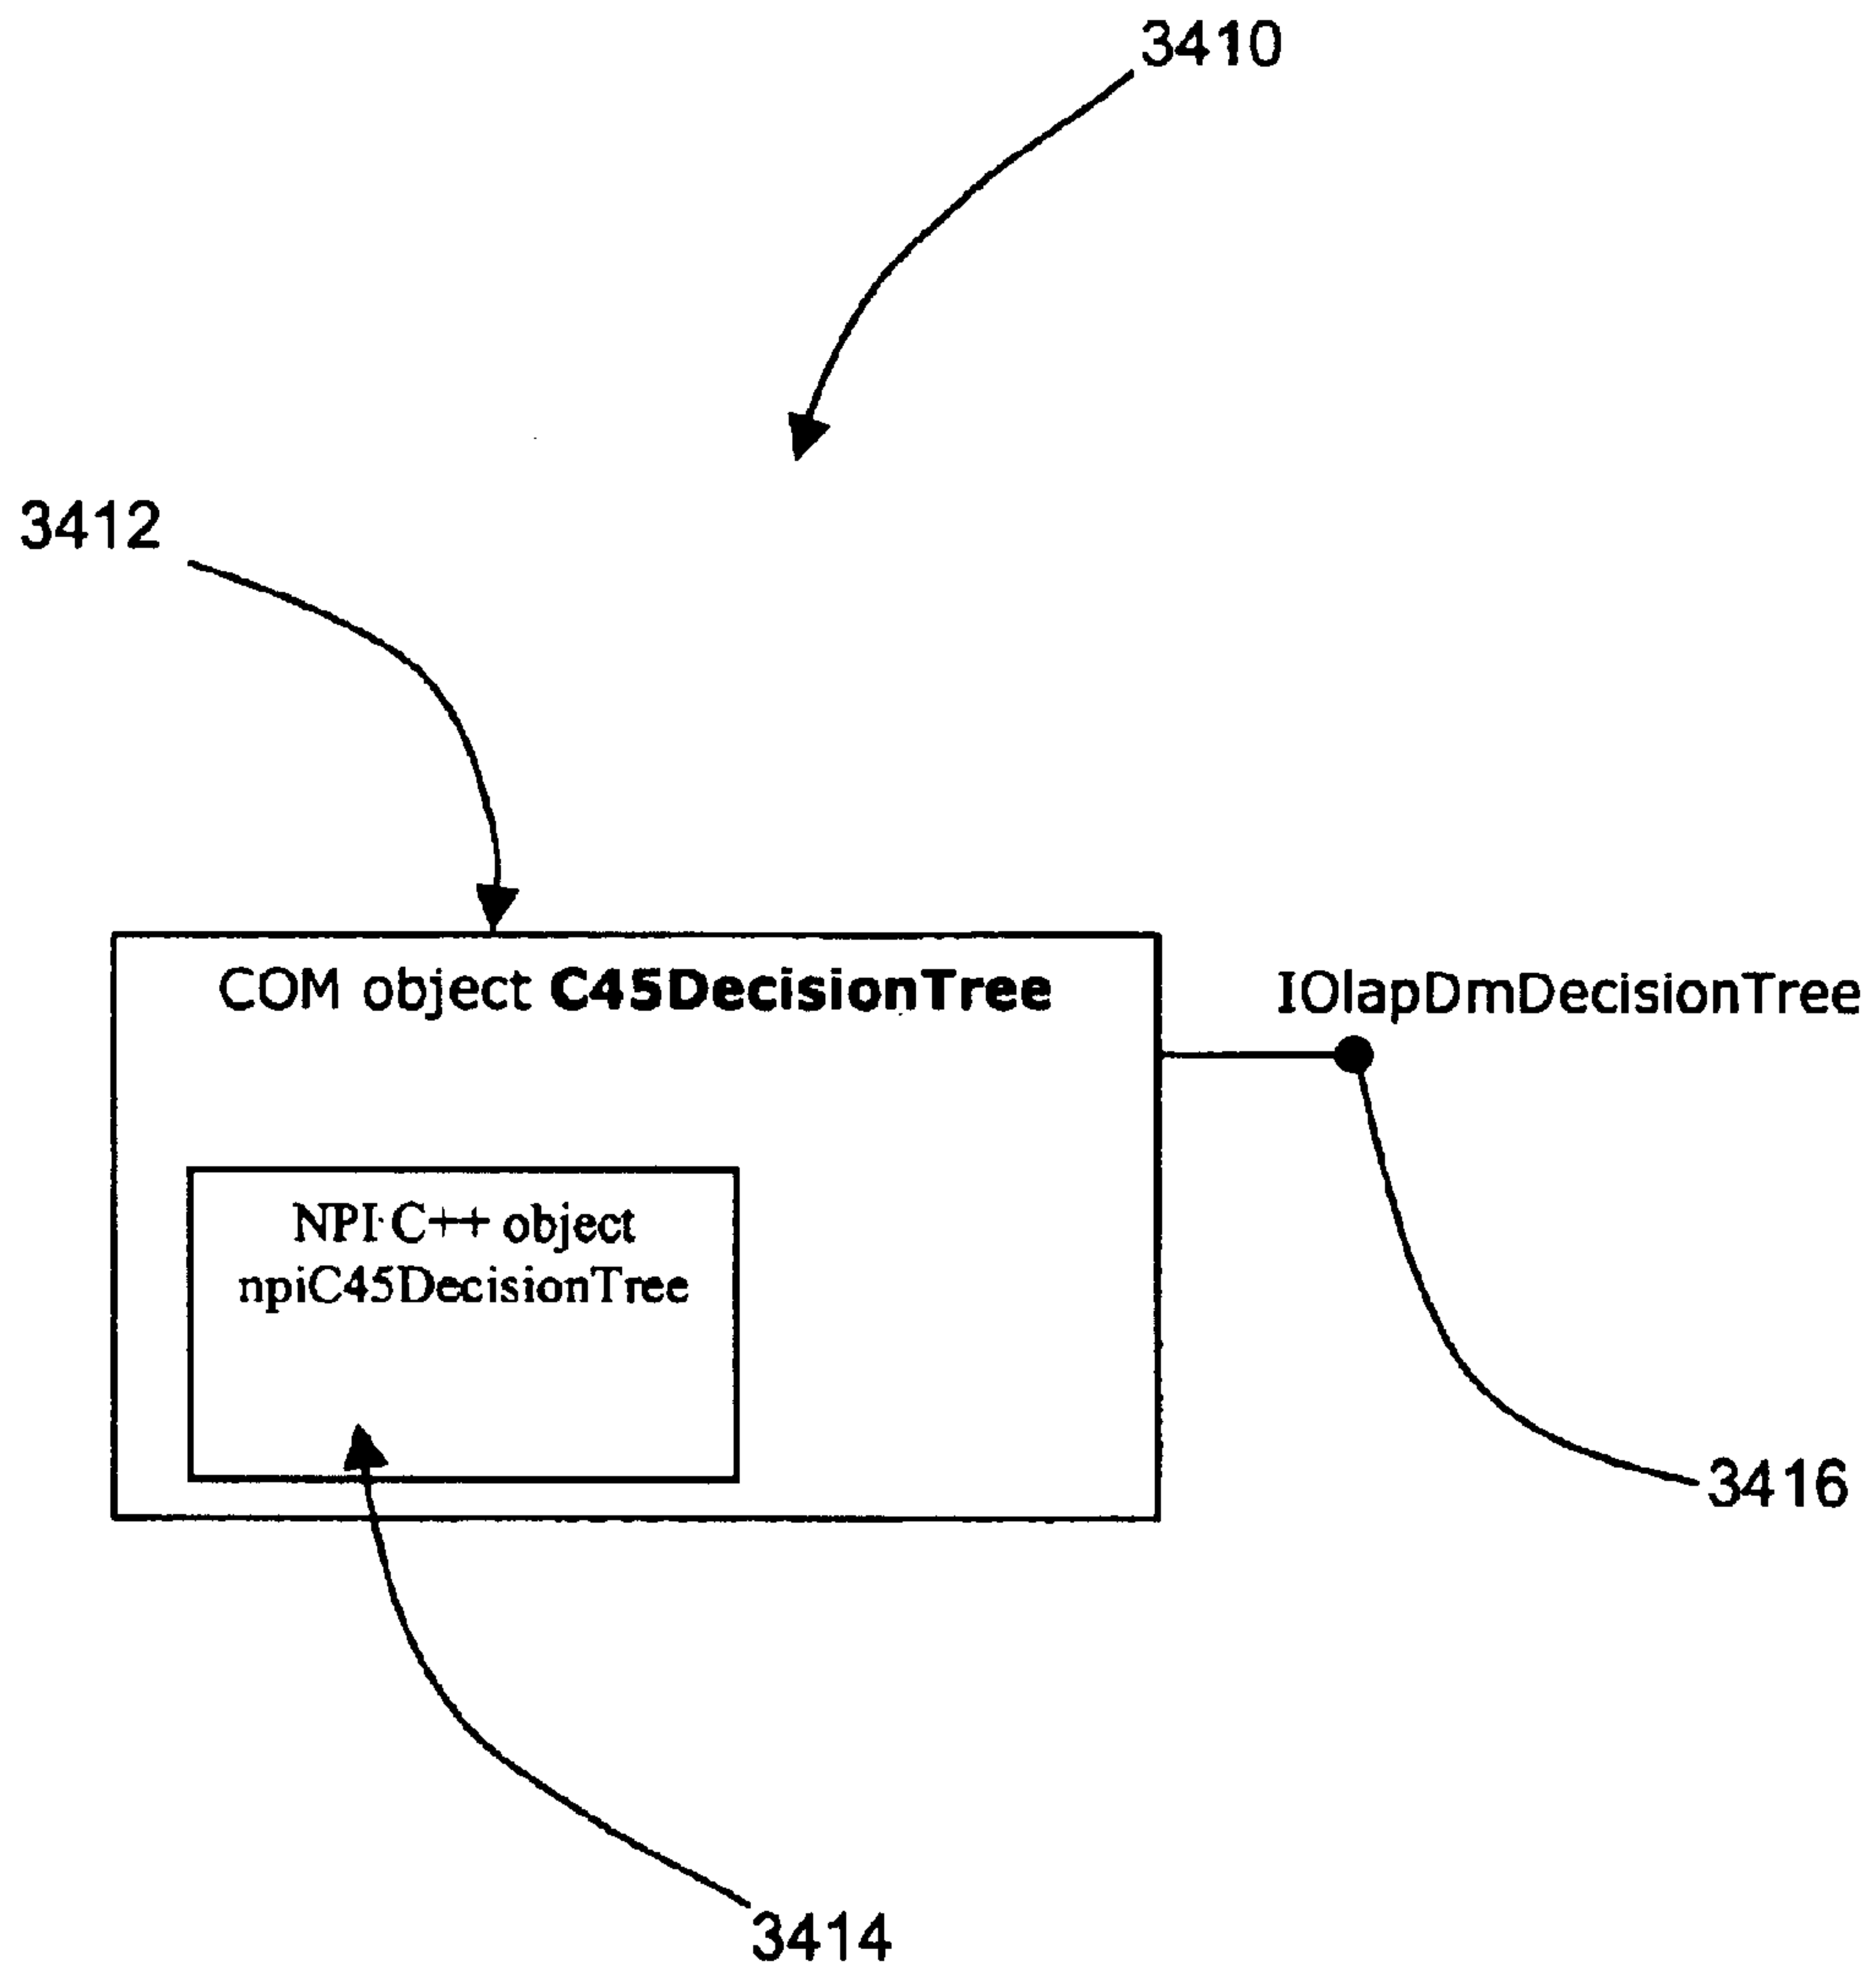 3410
3412
COM object C45DecisionTree
IOlapDmDecisionTree
NPI C++ object
npiC45DecisionTree
3416
3414